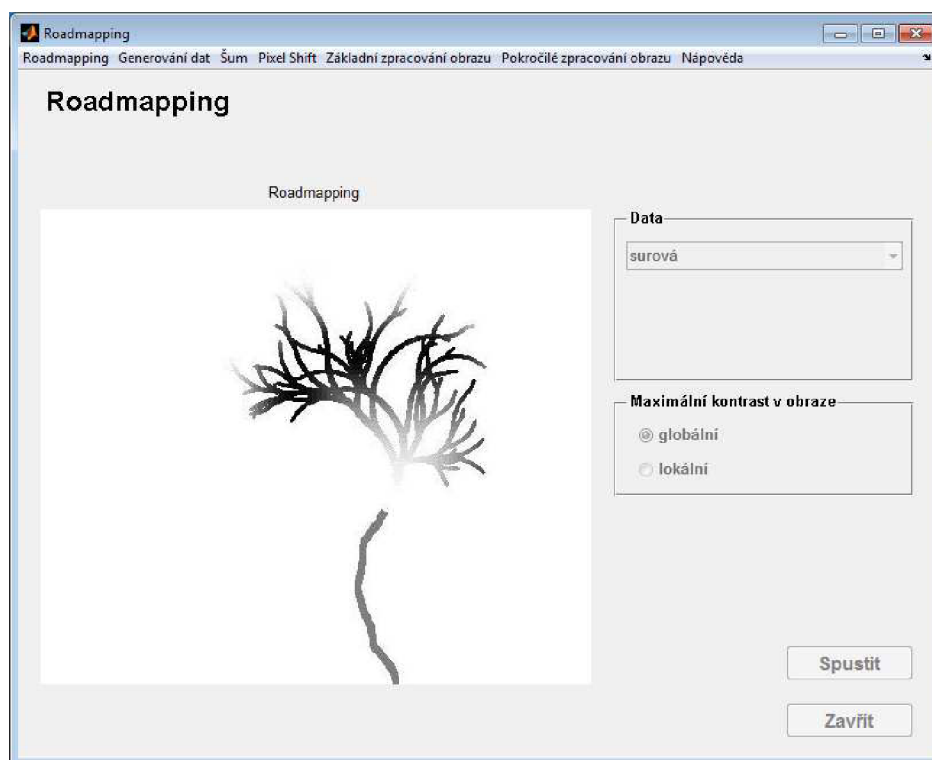 Roadmapping
Roadmapping Generování dat Šum Pixel Shift Základní zpracování obrazu Pokročilé zpracování obrazu Nápověda
Roadmapping
Roadmapping
Data
surová
Maximální kontrast v obraze
globální
lokální
Spustit
Zavřít